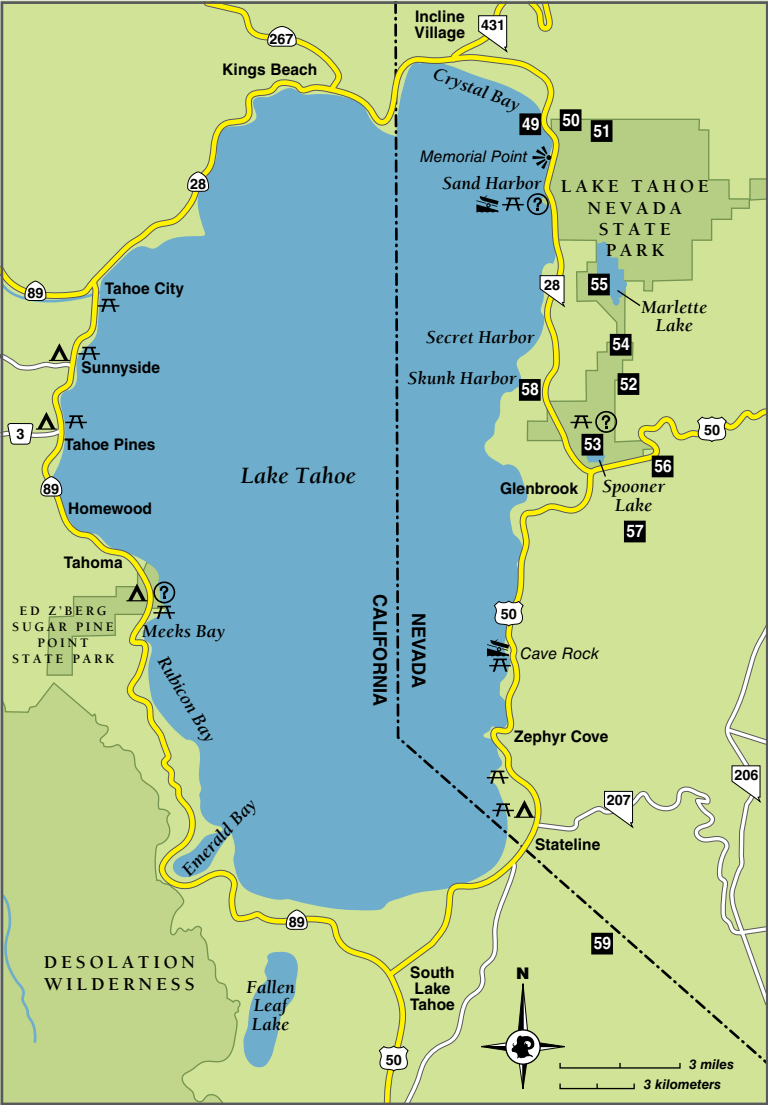 Incline
Village
431
267
Kings Beach
Crystal Bay
49
50
51
Memorial Point
Sand Harbor
?
LAKE TAHOE
NEVADA
STATE
PARK
28
89
Tahoe City
28
55
Marlette
Lake
Secret Harbor
54
Sunnyside
Skunk Harbor
58
52
3
Tahoe Pines
?
53
50
56
Lake Tahoe
89
Glenbrook
Spooner
Lake
Homewood
57
Tahoma
?
ED Z'BERG
SUGAR PINE
POINT
STATE PARK
Meeks Bay
CALIFORNIA
NEVADA
50
Cave Rock
Rubicon Bay
Zephyr Cove
206
207
Emerald Bay
Stateline
89
59
DESOLATION
WILDERNESS
Fallen
Leaf
Lake
South
Lake
Tahoe
N
50
3 miles
3 kilometers